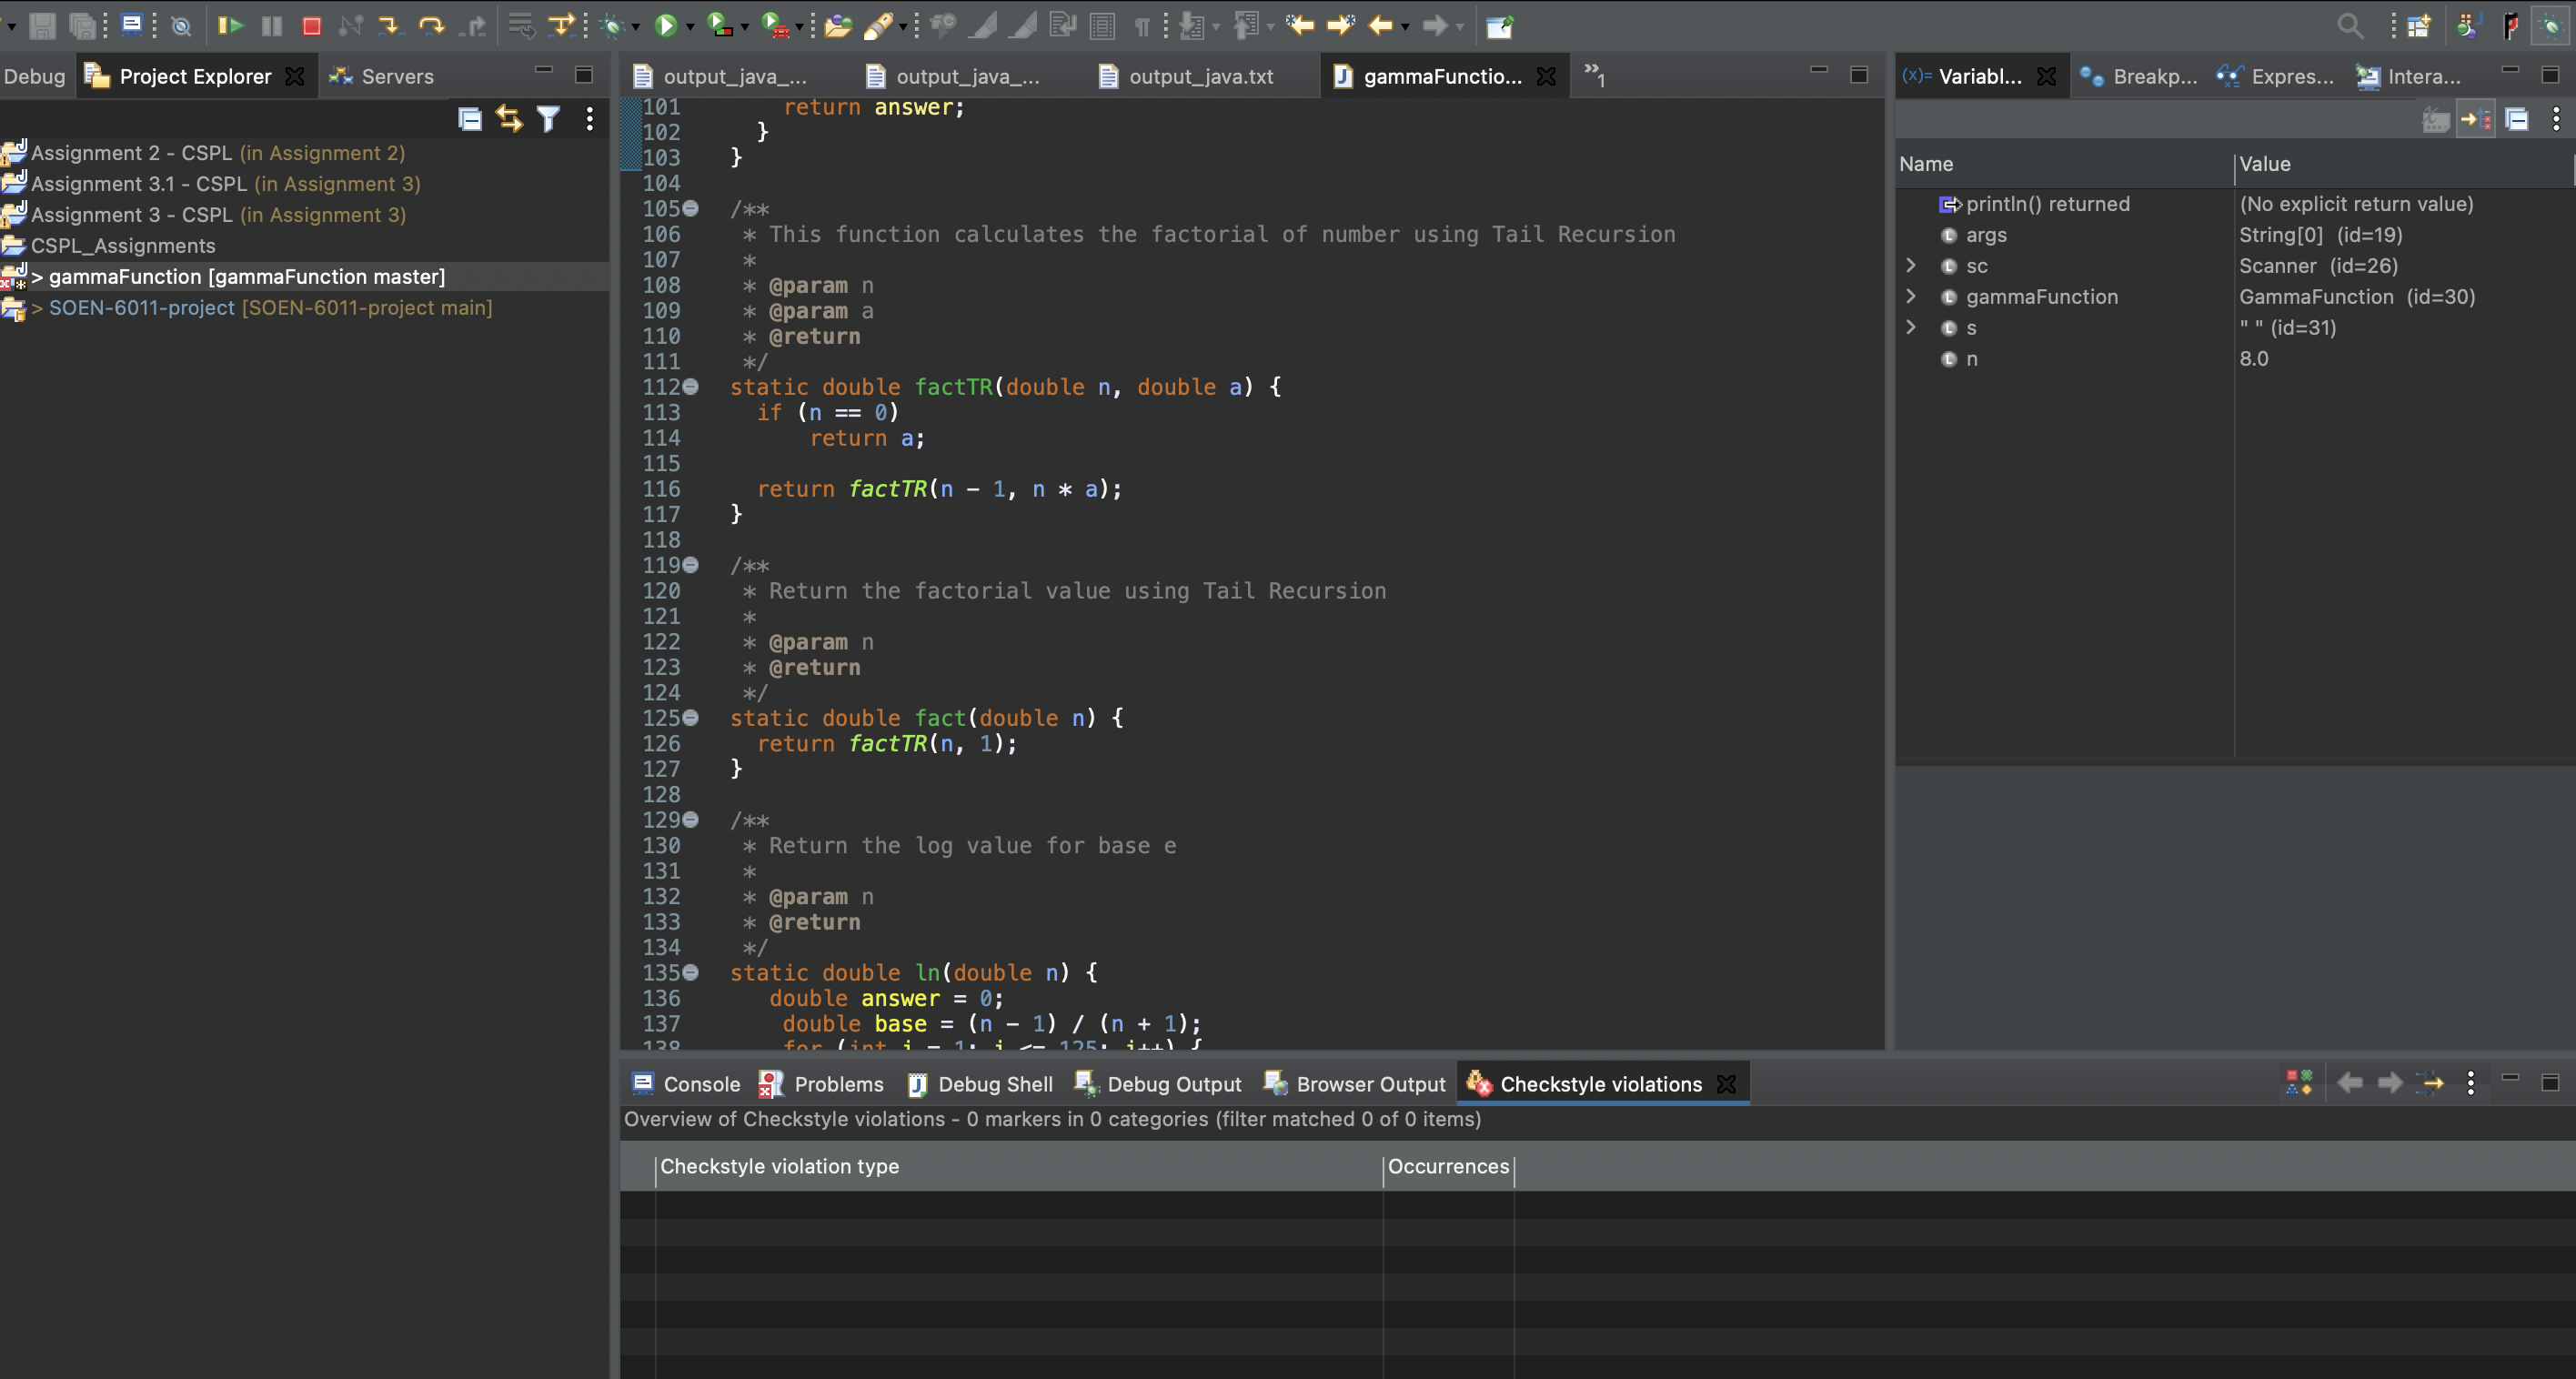 Debug
Project Explorer
Servers
Assignment 2 - CSPL (in Assignment 2)
Assignment 3.1 - CSPL (in Assignment 3)
Assignment 3 - CSPL (in Assignment 3)
CSPL_Assignments
> gammaFunction [gammaFunction master]
> SOEN-6011-project [SOEN-6011-project main]
output_java_...
output_java_...
output_java.txt
gammaFunctio...
»1
101 return answer;
102 }
103 }
104
105 /**
106 * This function calculates the factorial of number using Tail Recursion
107 *
108 * @param n
109 * @param a
110 * @return
111 */
112 static double factTR(double n, double a) {
113 if (n == 0)
114 return a;
115
116 return factTR(n - 1, n * a);
117 }
118
119 /**
120 * Return the factorial value using Tail Recursion
121 *
122 * @param n
123 * @return
124 */
125 static double fact(double n) {
126 return factTR(n, 1);
127 }
128
129 /**
130 * Return the log value for base e
131 *
132 * @param n
133 * @return
134 */
135 static double ln(double n) {
136 double answer = 0;
137 double base = (n - 1) / (n + 1);
138 for (int i = 1; i <= 125; i++) {
(x)= Variabl...
Breakp...
Expres...
Intera...
Name Value
println() returned (No explicit return value)
args String[0] (id=19)
sc Scanner (id=26)
gammaFunction GammaFunction (id=30)
s " " (id=31)
n 8.0
Console
Problems
Debug Shell
Debug Output
Browser Output
Checkstyle violations
Overview of Checkstyle violations - 0 markers in 0 categories (filter matched 0 of 0 items)
Checkstyle violation type Occurrences